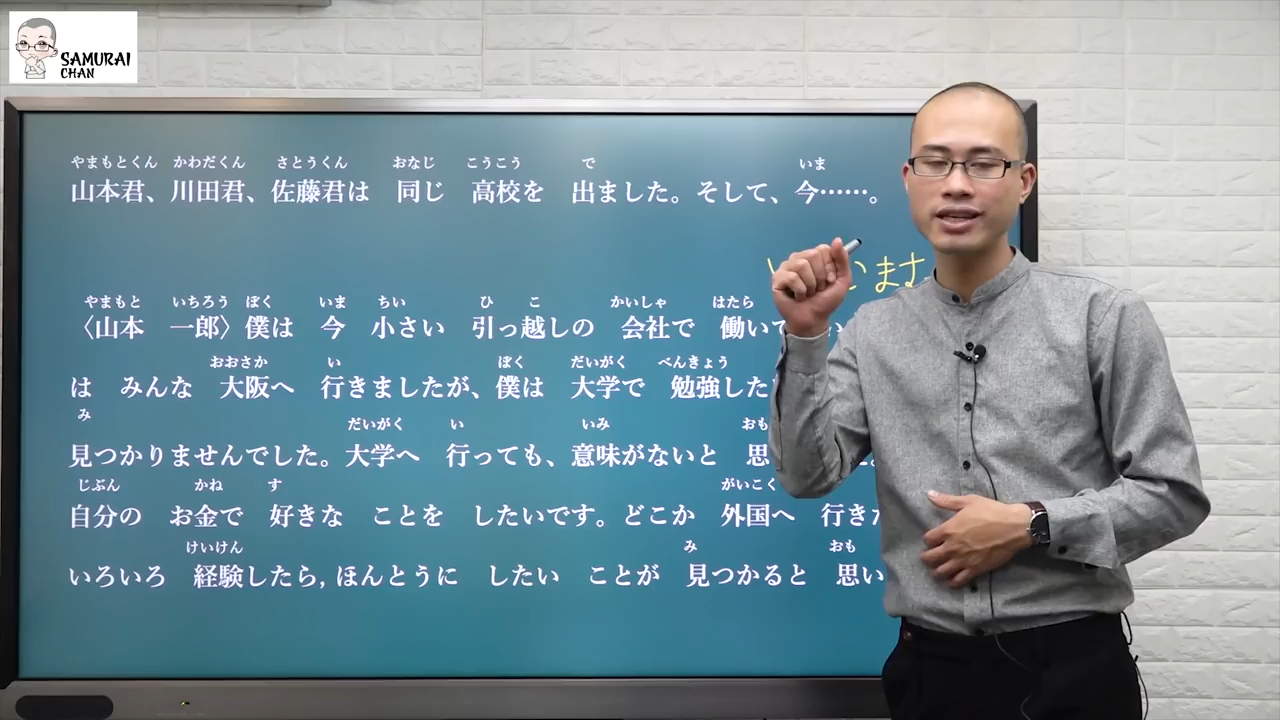 SAMURAI
CHAN
やまもとくん かわだくん さとうくん おなじ こうこう で いま
山本君、川田君、佐藤君は 同じ 高校を 出ました。そして、今……。
まむ
やまもと いちろう ぼく いま ちい ひ こ かいしゃ はたら
〈山本 一郎〉僕は 今 小さい 引っ越しの 会社で 働いて
おおさか い ぼく だいがく べんきょう
は みんな 大阪へ 行きましたが、僕は 大学で 勉強した
み だいがく い いみ おも
見つかりませんでした。大学へ 行っても、意味がないと 思
じぶん かね す がいこく
自分の お金で 好きな ことを したいです。どこか 外国へ 行き
けいけん み おも
いろいろ 経験したら, ほんとうに したい ことが 見つかると 思い